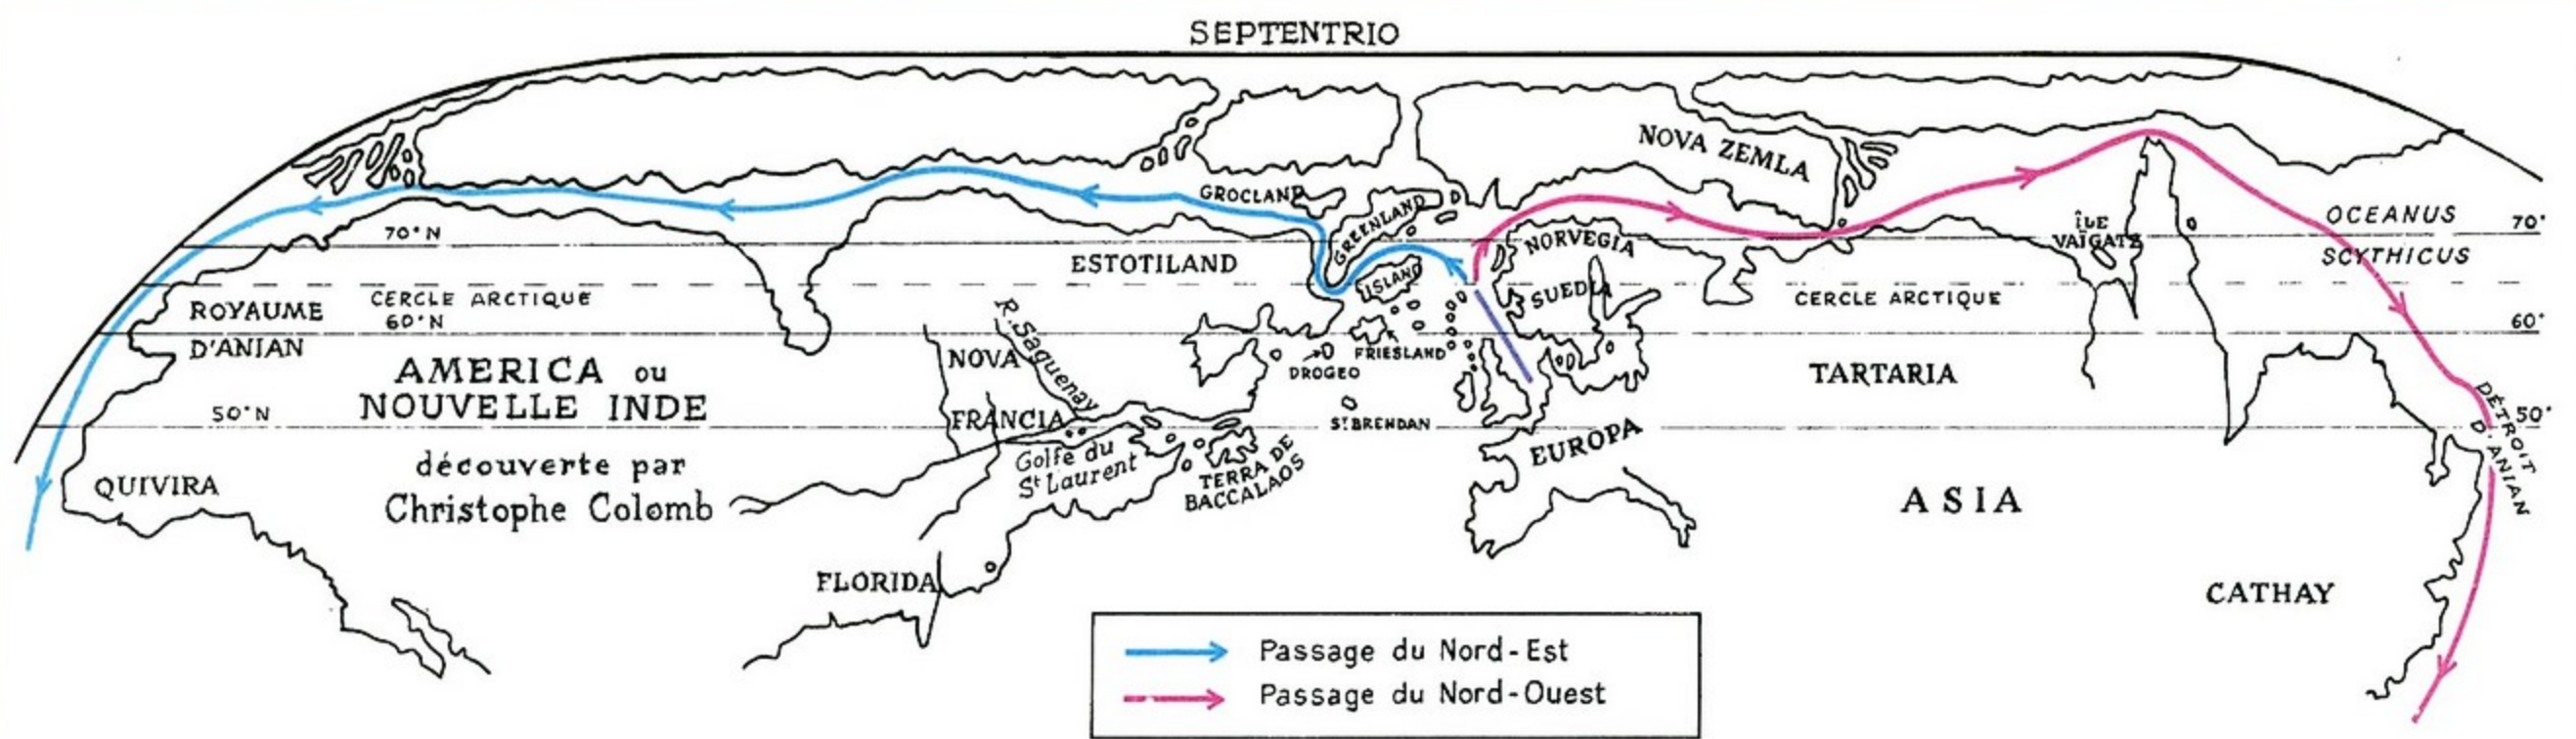 SEPTENTRIO
NOVA ZEMLA
GROCLAND
GREENLAND
OCEANUS
SCYTHICUS
70°N
70°
NORVEGIA
ÎLE
VAÏGATZ
ESTOTILAND
ISLAND
SUEDIA
CERCLE ARCTIQUE
CERCLE ARCTIQUE
ROYAUME
D'ANIAN
60°N
60°
R. Saguenay
NOVA
FRANCIA
FRIESLAND
DROGEO
TARTARIA
AMERICA ou
NOUVELLE INDE
découverte par
Christophe Colomb
50°N
50°
ST BRENDAN
EUROPA
DÉTROIT
D'ANIAN
Golfe du
St Laurent
TERRA DE
BACCALAOS
QUIVIRA
ASIA
FLORIDA
CATHAY
Passage du Nord-Est
Passage du Nord-Ouest